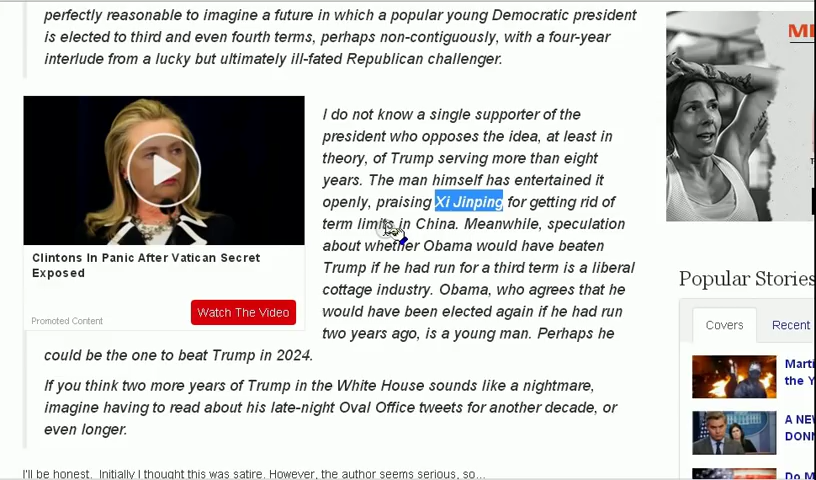 perfectly reasonable to imagine a future in which a popular young Democratic president
is elected to third and even fourth terms, perhaps non-contiguously, with a four-year
interlude from a lucky but ultimately ill-fated Republican challenger.
I do not know a single supporter of the
president who opposes the idea, at least in
theory, of Trump serving more than eight
years. The man himself has entertained it
openly, praising Xi Jinping for getting rid of
term limits in China. Meanwhile, speculation
about whether Obama would have beaten
Trump if he had run for a third term is a liberal
cottage industry. Obama, who agrees that he
would have been elected again if he had run
two years ago, is a young man. Perhaps he
could be the one to beat Trump in 2024.
Clintons In Panic After Vatican Secret
Exposed
Promoted Content
Watch The Video
If you think two more years of Trump in the White House sounds like a nightmare,
imagine having to read about his late-night Oval Office tweets for another decade, or
even longer.
I'll be honest. Initially I thought this was satire. However, the author seems serious, so...
Popular Stories
Covers
Recent
Marti
the Y
A NEW
DONN
Do M